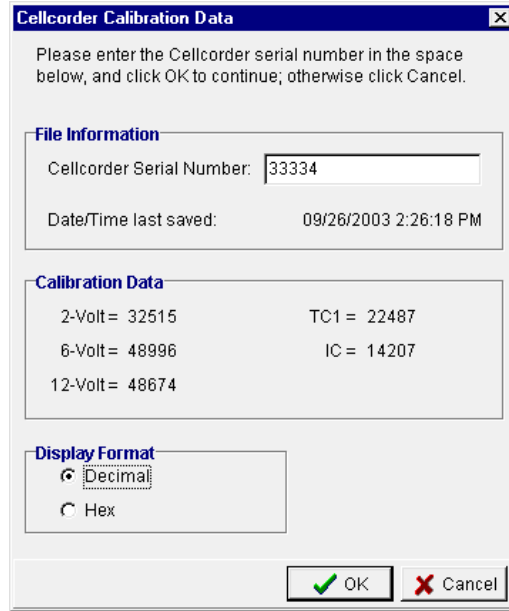 Cellcorder Calibration Data
Please enter the Cellcorder serial number in the space
below, and click OK to continue; otherwise click Cancel.
File Information
Cellcorder Serial Number: 33334
Date/Time last saved: 09/26/2003 2:26:18 PM
Calibration Data
2-Volt = 32515 TC1 = 22487
6-Volt = 48996 IC = 14207
12-Volt = 48674
Display Format
Decimal
Hex
OK Cancel